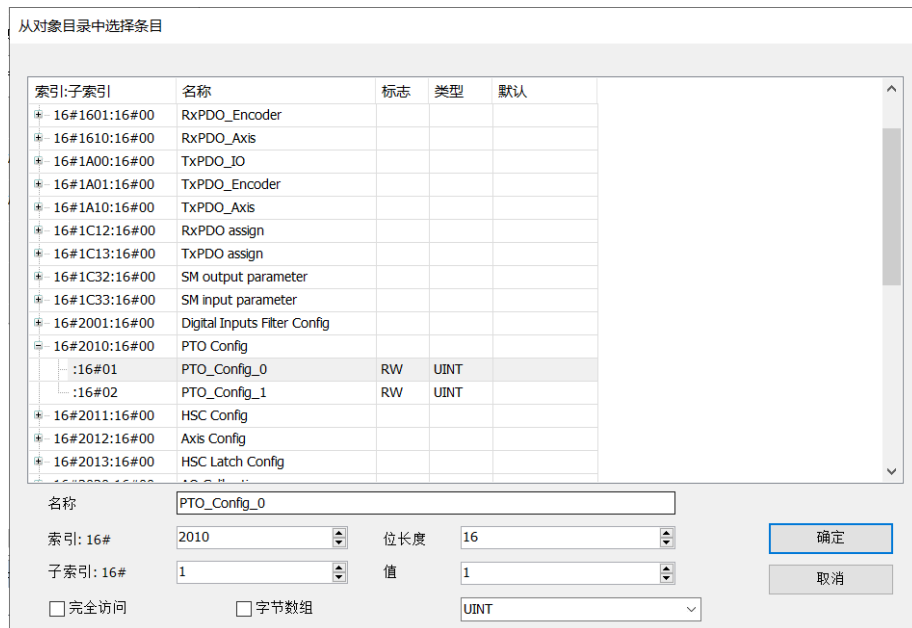 从对象目录中选择条目
索引:子索引 名称 标志 类型 默认
16#1601:16#00 RxPDO_Encoder
16#1610:16#00 RxPDO_Axis
16#1A00:16#00 TxPDO_IO
16#1A01:16#00 TxPDO_Encoder
16#1A10:16#00 TxPDO_Axis
16#1C12:16#00 RxPDO assign
16#1C13:16#00 TxPDO assign
16#1C32:16#00 SM output parameter
16#1C33:16#00 SM input parameter
16#2001:16#00 Digital Inputs Filter Config
16#2010:16#00 PTO Config
:16#01 PTO_Config_0 RW UINT
:16#02 PTO_Config_1 RW UINT
16#2011:16#00 HSC Config
16#2012:16#00 Axis Config
16#2013:16#00 HSC Latch Config
名称 PTO_Config_0
索引: 16# 2010 位长度 16 确定
子索引: 16# 1 值 1 取消
完全访问 字节数组 UINT